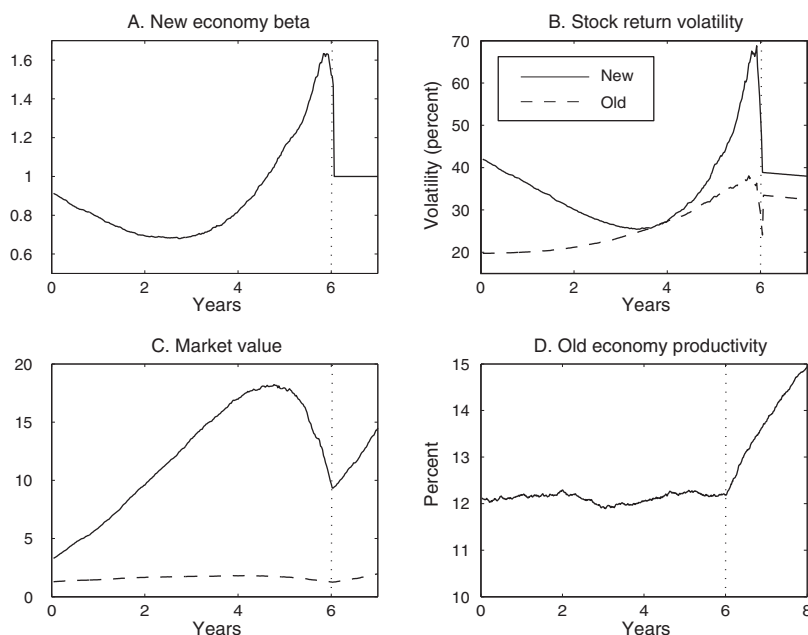 A. New economy beta
1.6
1.4
1.2
1
0.8
0.6
0 2 4 6
Years
B. Stock return volatility
70
60
50
40
30
20
Volatility (percent)
New
Old
0 2 4 6
Years
C. Market value
20
15
10
5
0
0 2 4 6
Years
D. Old economy productivity
15
14
13
12
11
10
Percent
0 2 4 6 8
Years